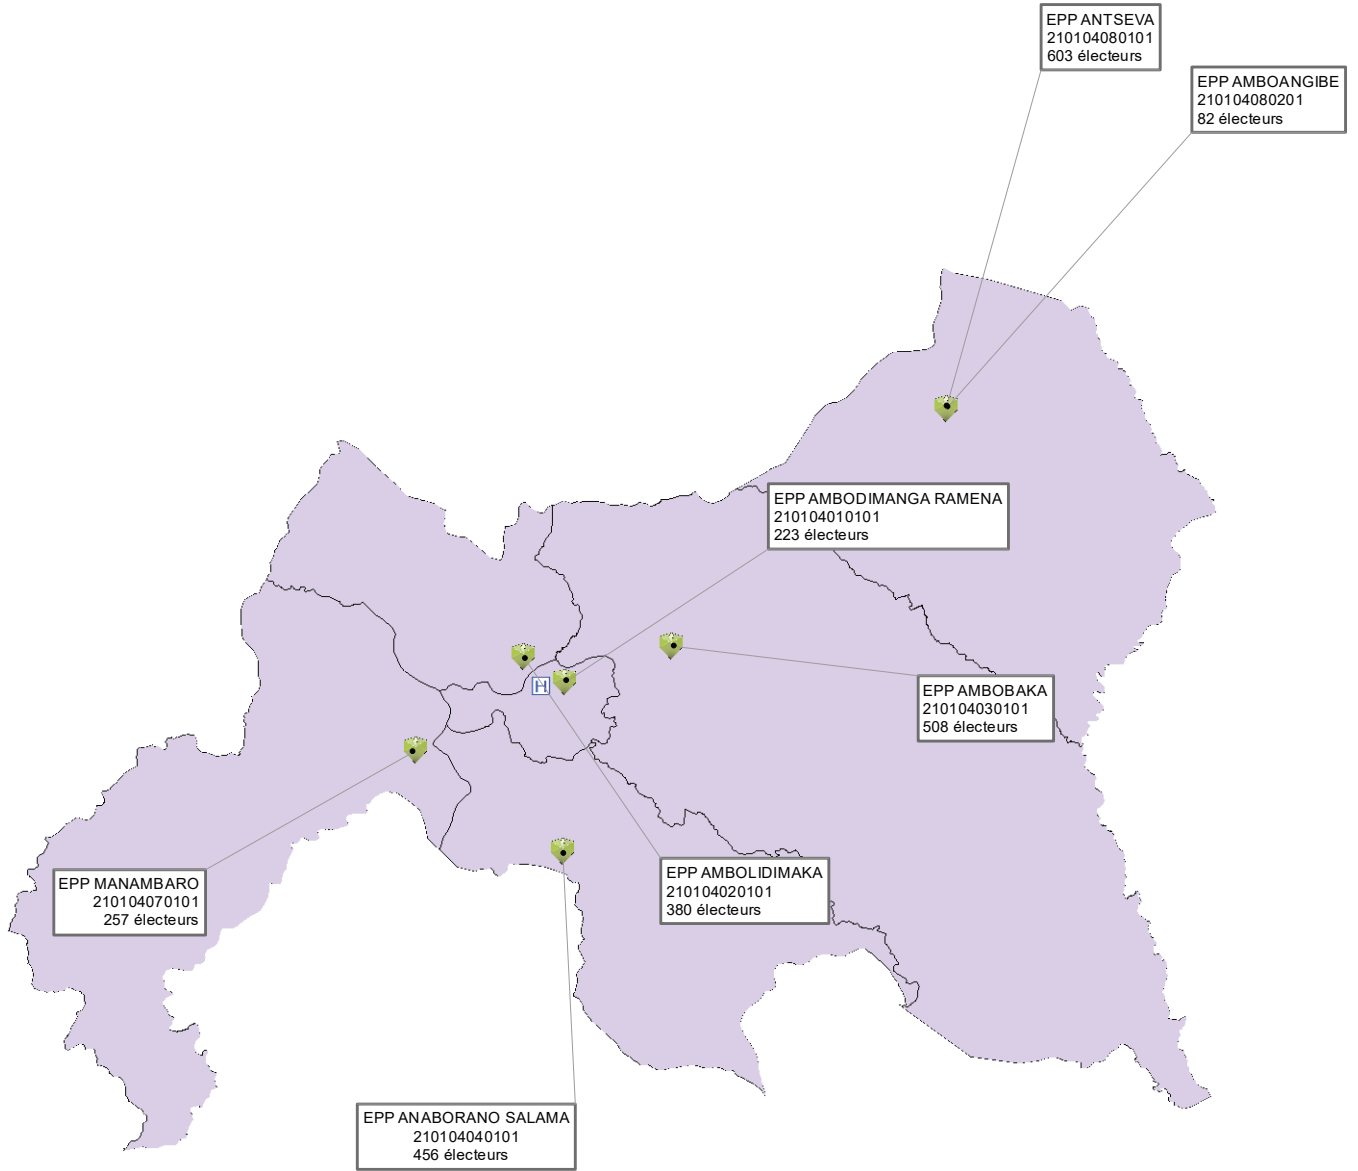 EPP ANTSEVA
210104080101
603 électeurs
EPP AMBOANGIBE
210104080201
82 électeurs
EPP AMBODIMANGA RAMENA
210104010101
223 électeurs
EPP AMBOBAKA
210104030101
508 électeurs
H
EPP AMBOLIDIMAKA
210104020101
380 électeurs
EPP MANAMBARO
210104070101
257 électeurs
EPP ANABORANO SALAMA
210104040101
456 électeurs